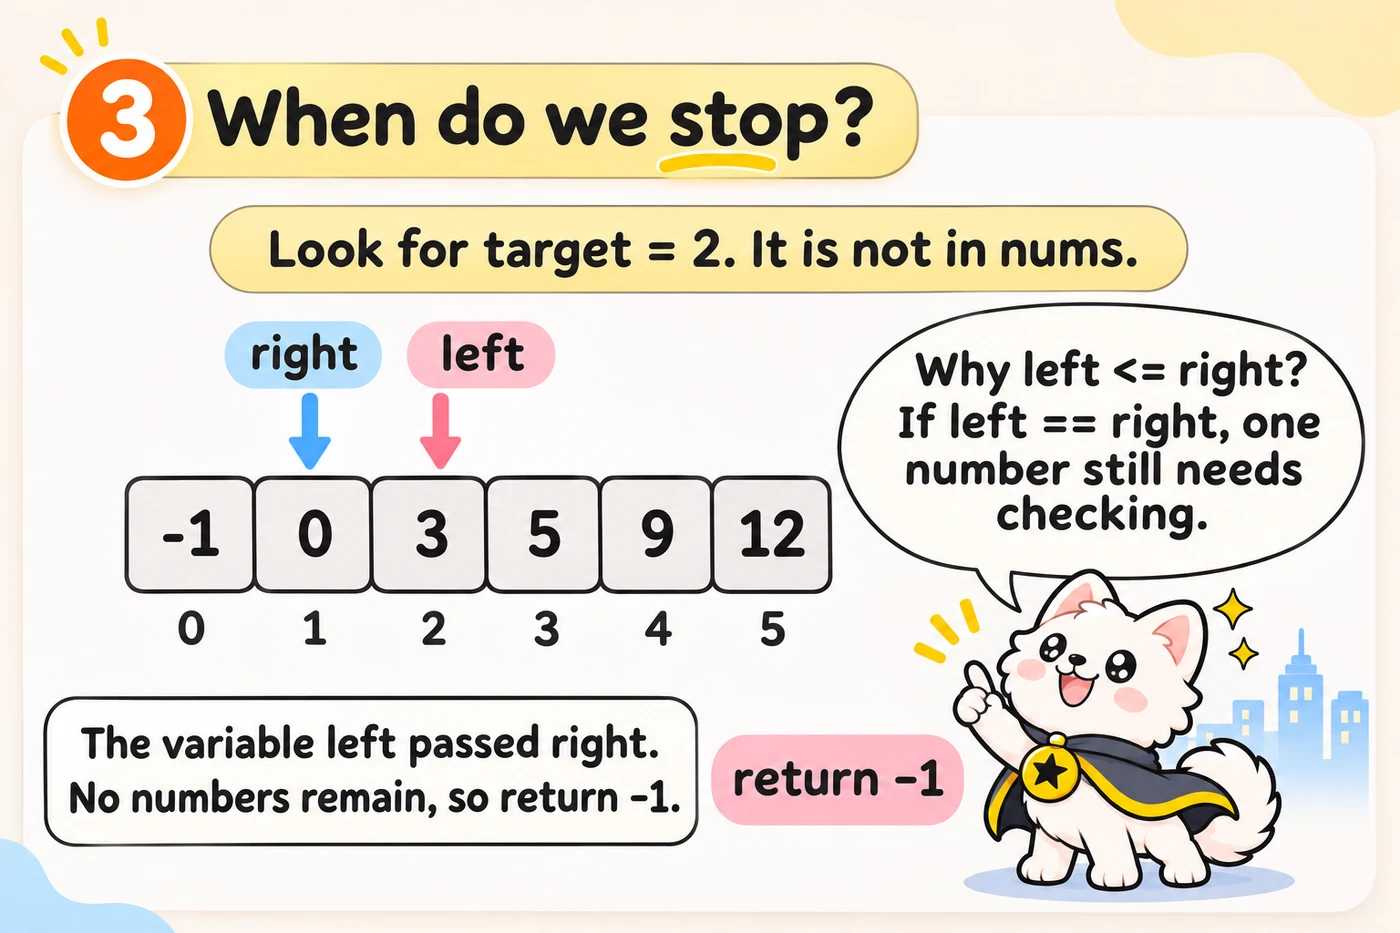 3
When do we stop?
Look for target = 2. It is not in nums.
right left
Why left <= right?
If left == right, one
number still needs
checking.
-1 0 3 5 9 12
0 1 2 3 4 5
The variable left passed right.
No numbers remain, so return -1.
return -1